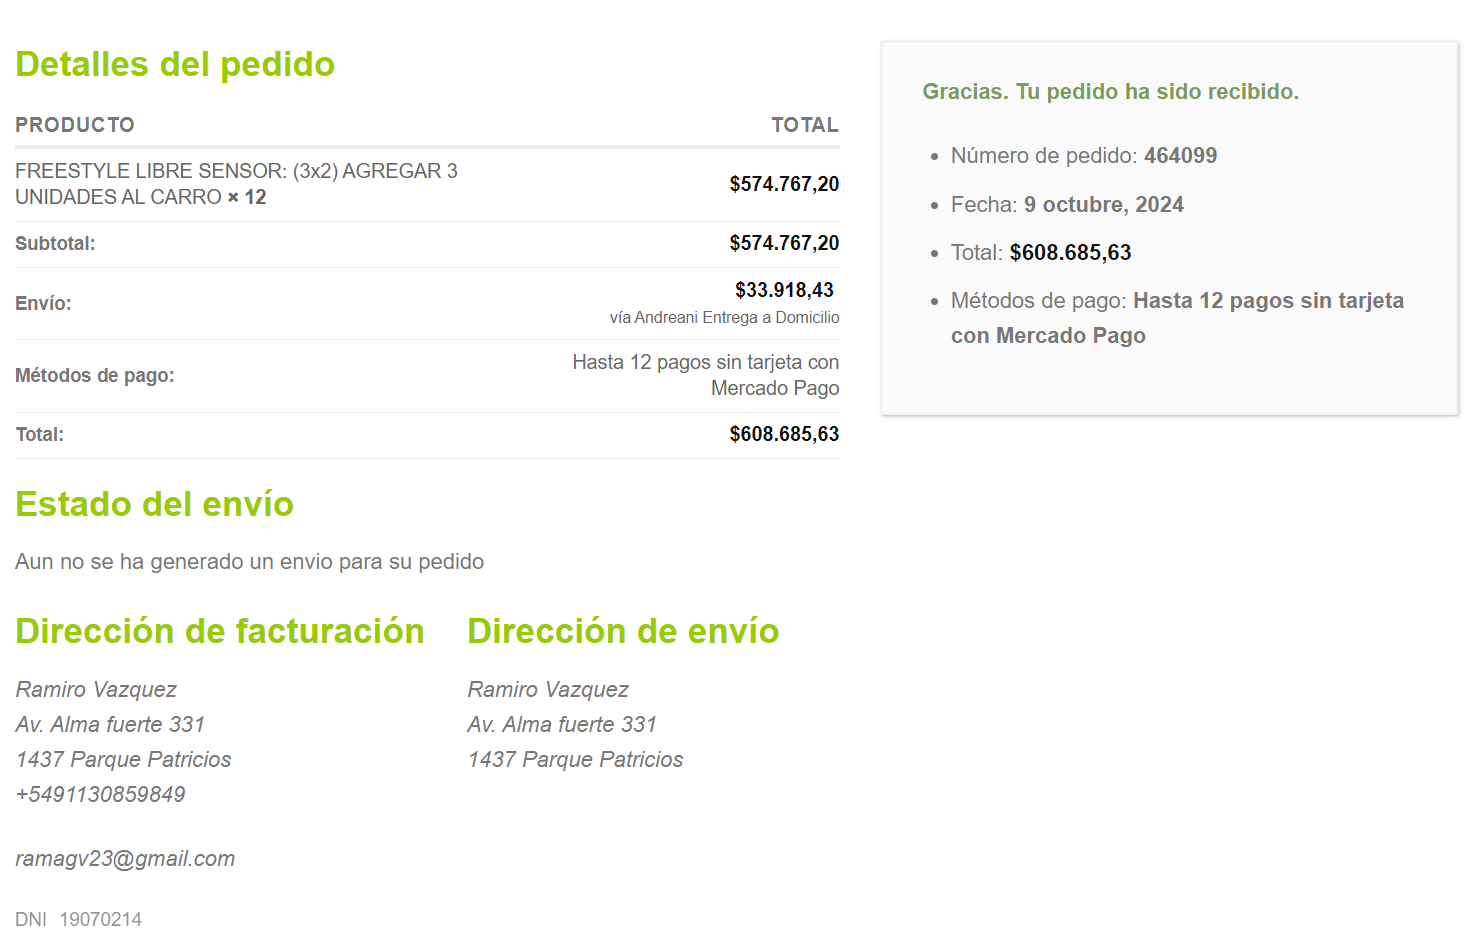 Detalles del pedido
PRODUCTO TOTAL
FREESTYLE LIBRE SENSOR: (3x2) AGREGAR 3
UNIDADES AL CARRO × 12
$574.767,20
Subtotal: $574.767,20
Envío: $33.918,43
vía Andreani Entrega a Domicilio
Métodos de pago: Hasta 12 pagos sin tarjeta con
Mercado Pago
Total: $608.685,63
Gracias. Tu pedido ha sido recibido.
• Número de pedido: 464099
• Fecha: 9 octubre, 2024
• Total: $608.685,63
• Métodos de pago: Hasta 12 pagos sin tarjeta
con Mercado Pago
Estado del envío
Aun no se ha generado un envio para su pedido
Dirección de facturación
Ramiro Vazquez
Av. Alma fuerte 331
1437 Parque Patricios
+5491130859849
ramagv23@gmail.com
DNI 19070214
Dirección de envío
Ramiro Vazquez
Av. Alma fuerte 331
1437 Parque Patricios